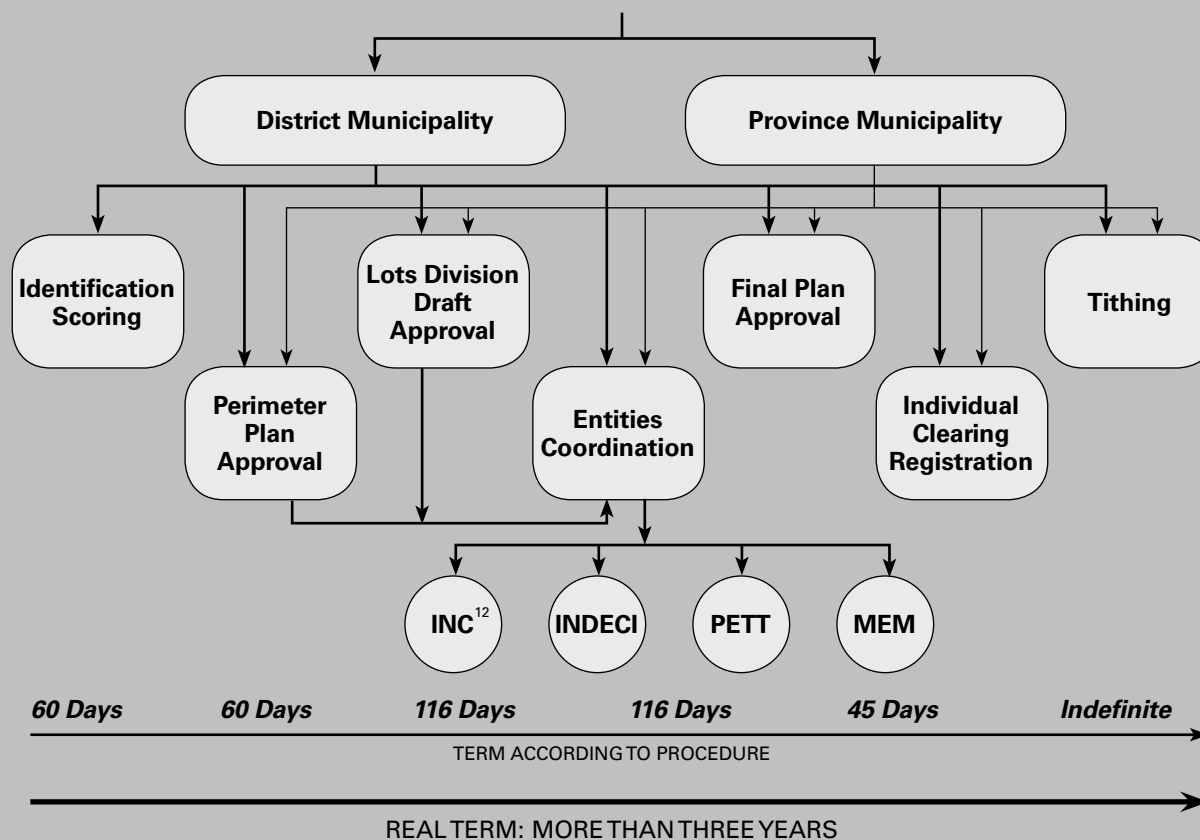 District Municipality
Province Municipality
Identification
Scoring
Lots Division
Draft
Approval
Final Plan
Approval
Tithing
Perimeter
Plan
Approval
Entities
Coordination
Individual
Clearing
Registration
INC12
INDECI
PETT
MEM
60 Days
60 Days
116 Days
116 Days
45 Days
Indefinite
TERM ACCORDING TO PROCEDURE
REAL TERM: MORE THAN THREE YEARS